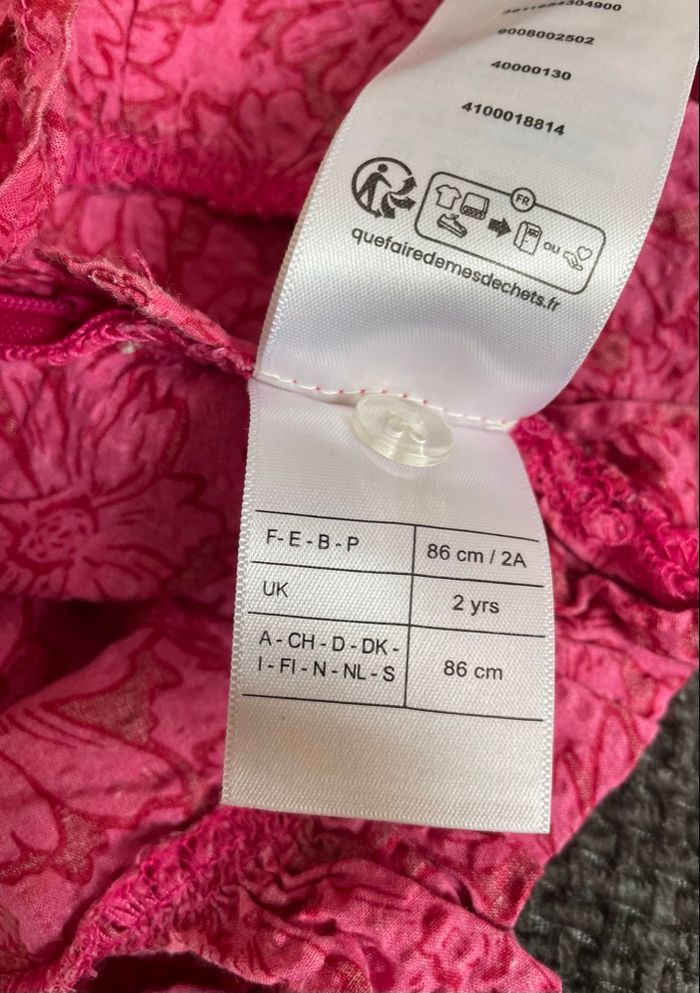 9008002502
40000130
4100018814
FR
ou
quefairedemesdechets.fr
F - E - B - P 86 cm / 2A
UK 2 yrs
A - CH - D - DK - 86 cm
I - FI - N - NL - S